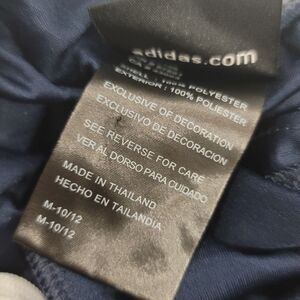 adidas.com
SHELL : 100% POLYESTER
EXTERIOR : 100% POLIESTER
EXCLUSIVE OF DECORATION
EXCLUSIVO DE DECORACION
SEE REVERSE FOR CARE
VER AL DORSO PARA CUIDADO
MADE IN THAILAND
HECHO EN TAILANDIA
M-10/12
M-10/12